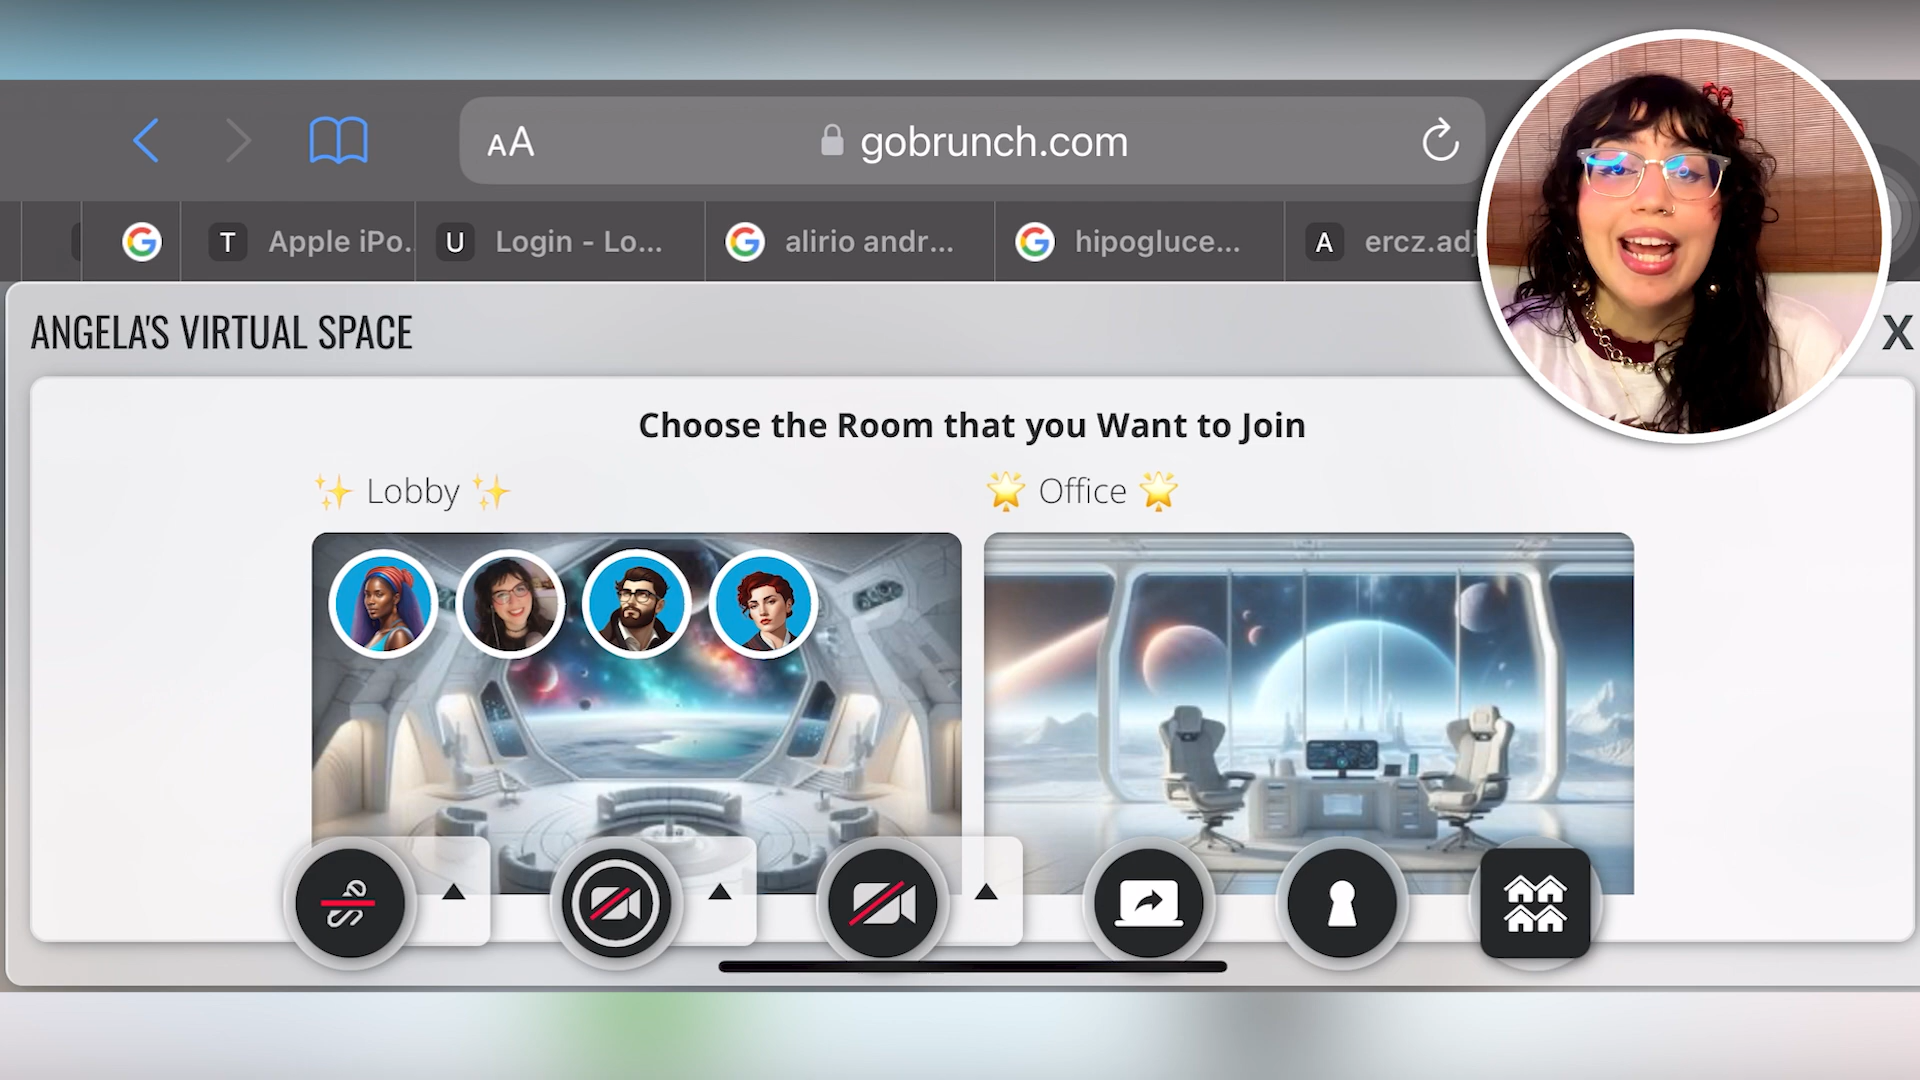 AA gobrunch.com
T Apple iPo.
U Login - Lo...
alirio andr...
hipogluce...
A ercz.adj
ANGELA'S VIRTUAL SPACE
X
Choose the Room that you Want to Join
✨ Lobby ✨
🌟 Office 🌟